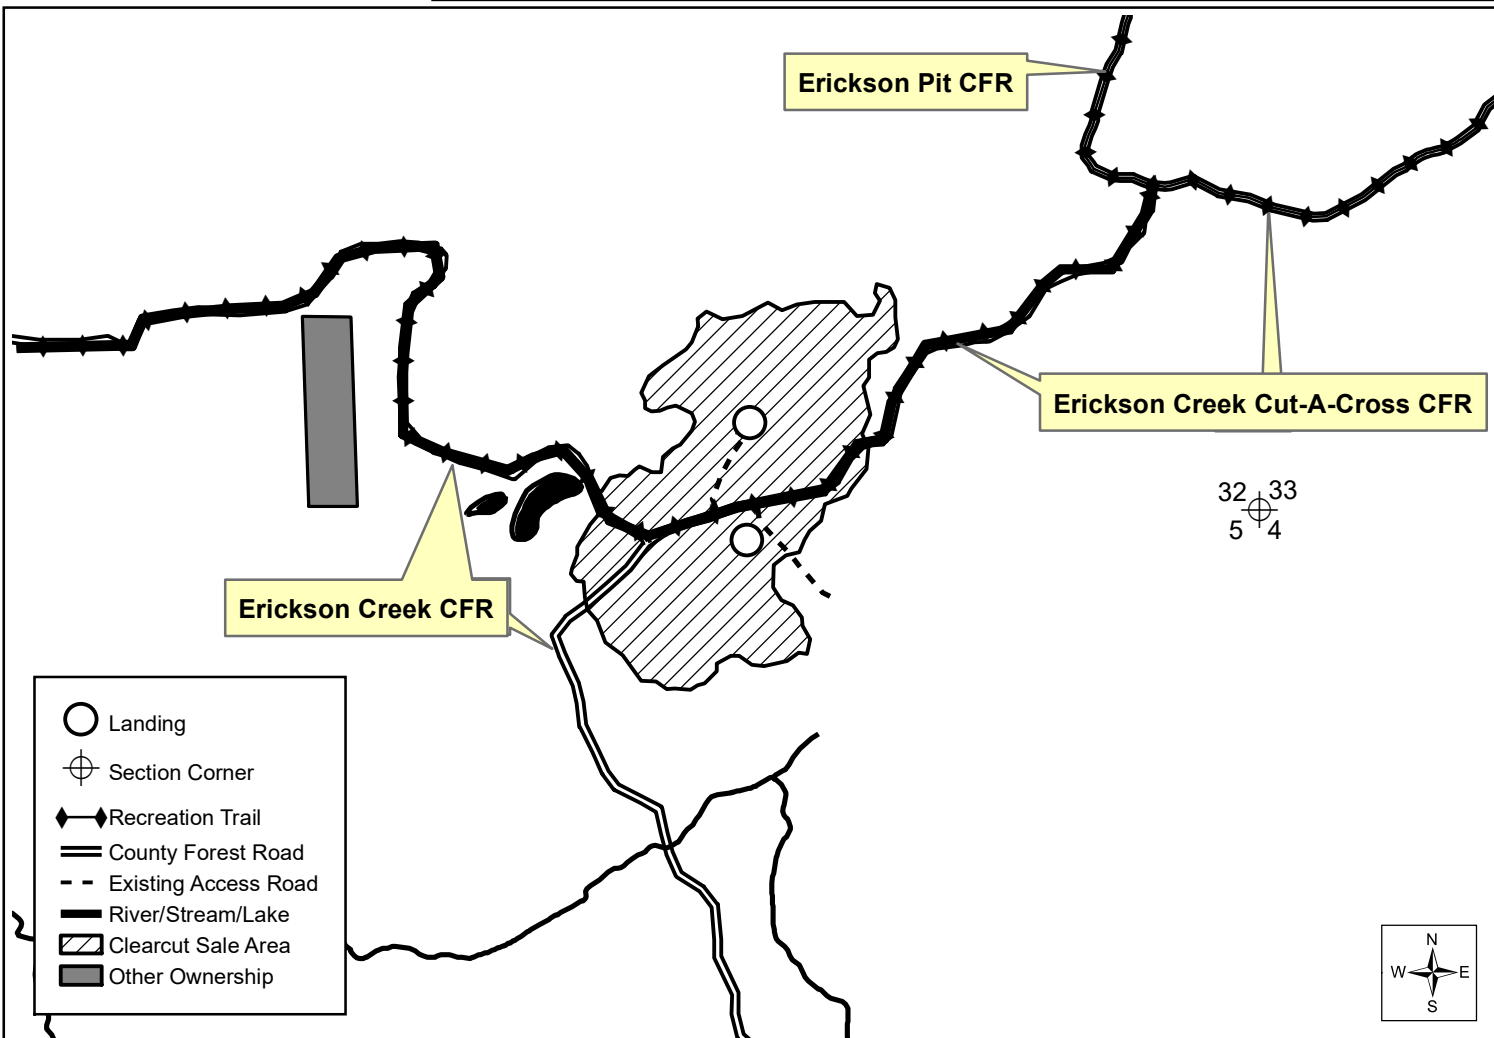 Erickson Pit CFR
Erickson Creek Cut-A-Cross CFR
32 33
5 4
Erickson Creek CFR
Landing
Section Corner
Recreation Trail
County Forest Road
Existing Access Road
River/Stream/Lake
Clearcut Sale Area
Other Ownership
N
W E
S